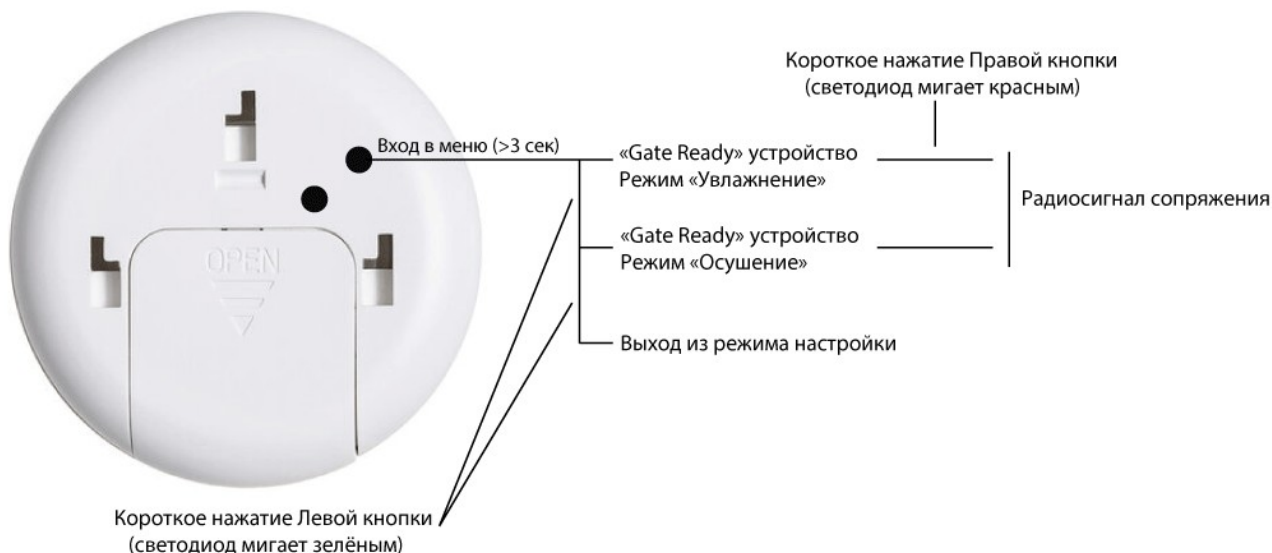 Короткое нажатие Правой кнопки
(светодиод мигает красным)
Вход в меню (>3 сек)
«Gate Ready» устройство
Режим «Увлажнение»
Радиосигнал сопряжения
«Gate Ready» устройство
Режим «Осушение»
OPEN
Выход из режима настройки
Короткое нажатие Левой кнопки
(светодиод мигает зелёным)